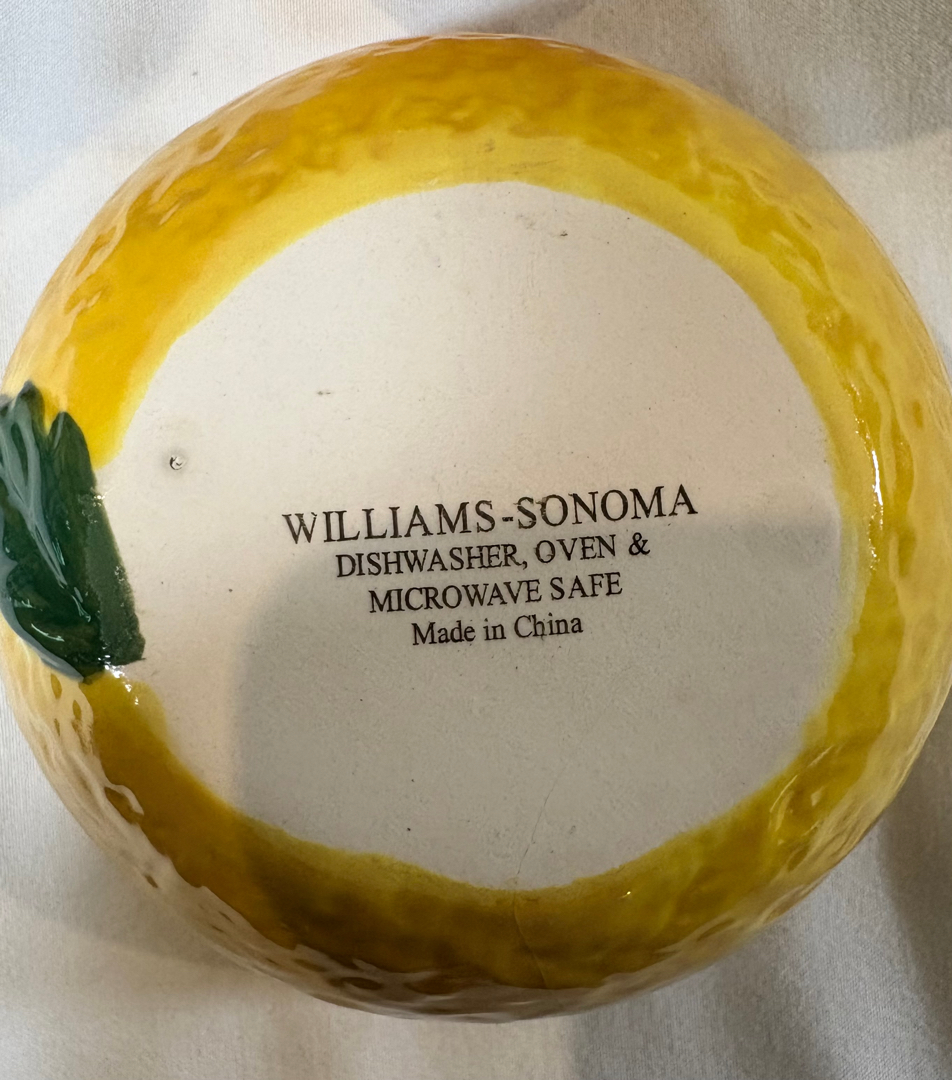 WILLIAMS-SONOMA
DISHWASHER, OVEN &
MICROWAVE SAFE
Made in China